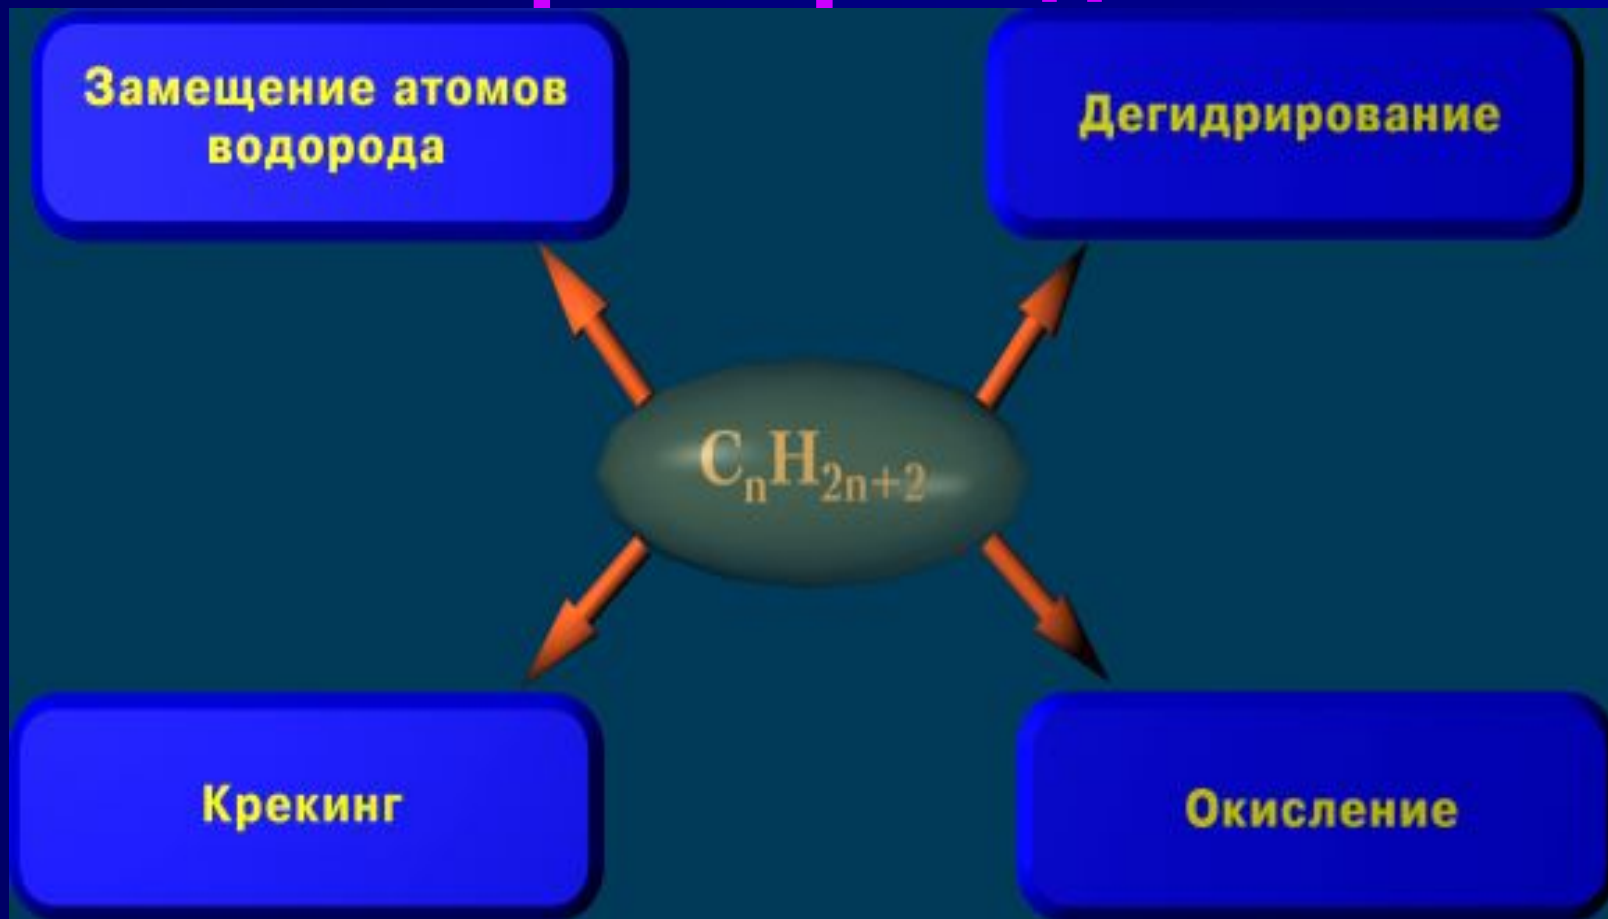 Замещение атомов
водорода
Дегидрирование
CₙH₂ₙ₊₂
Крекинг
Окисление